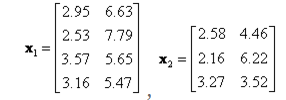 x₁ = [2.95 6.63
2.53 7.79
3.57 5.65
3.16 5.47] , x₂ = [2.58 4.46
2.16 6.22
3.27 3.52]